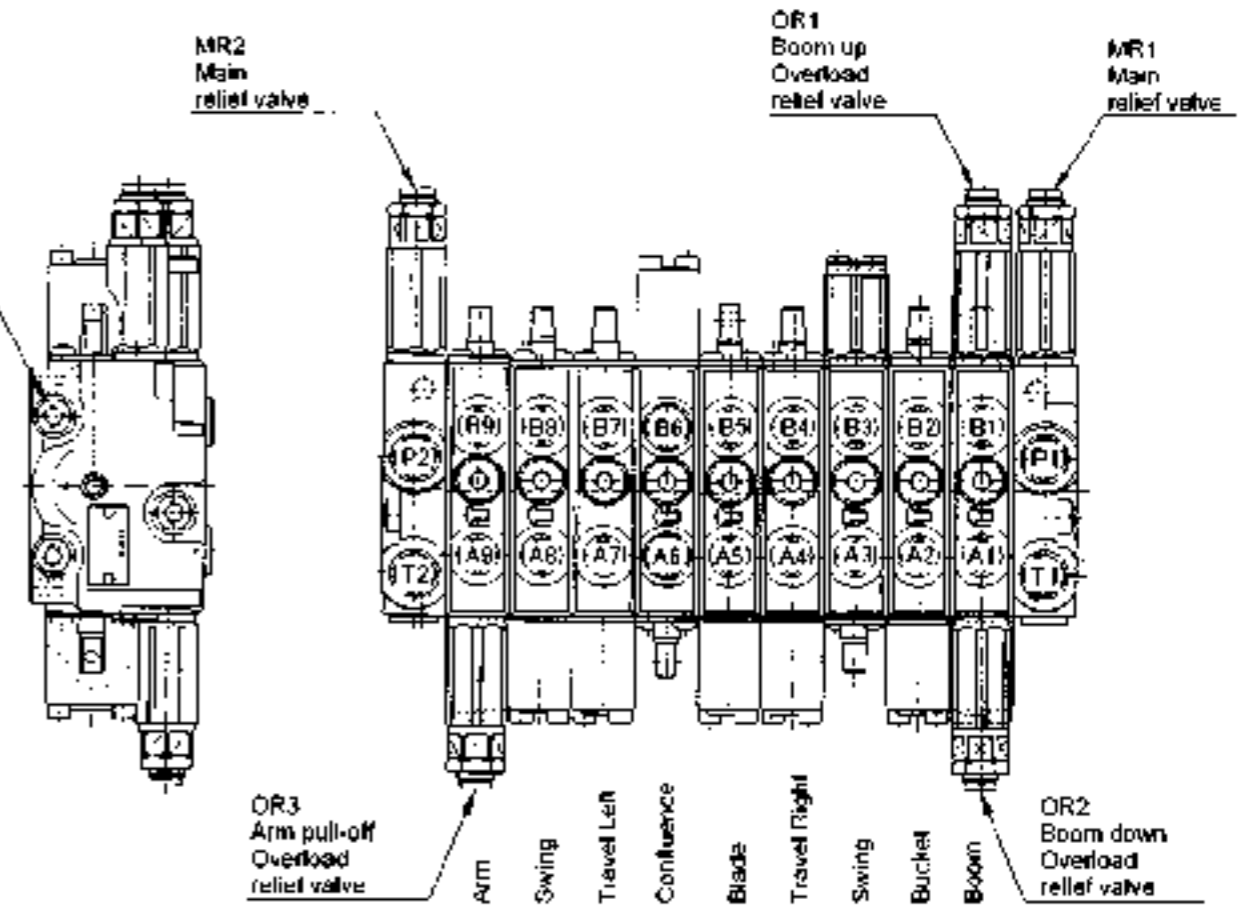 MR2
Main
relief valve
OR1
Boom up
Overload
relief valve
MR1
Main
relief valve
B9 B8 B7 B6 B5 B4 B3 B2 B1
P2 P1
A9 A8 A7 A6 A5 A4 A3 A2 A1
T2 T1
OR3
Arm pull-off
Overload
relief valve
Arm
Swing
Travel Left
Confluence
Blade
Travel Right
Swing
Bucket
Boom
OR2
Boom down
Overload
relief valve